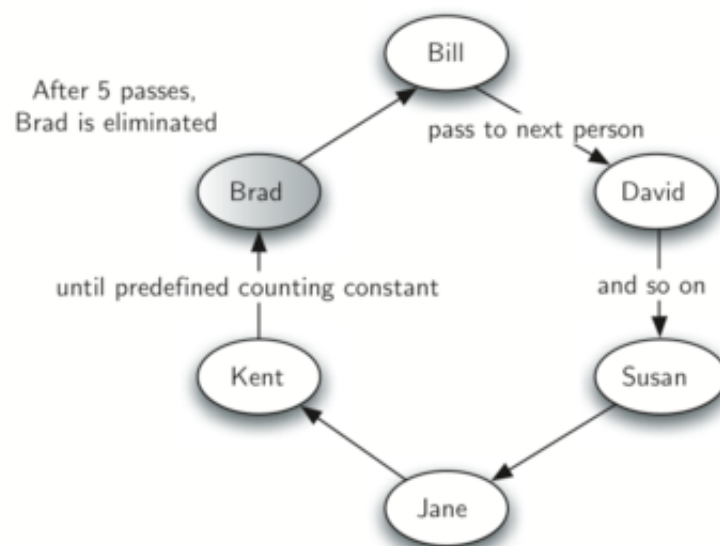 Bill
After 5 passes,
Brad is eliminated
pass to next person
Brad
David
until predefined counting constant
and so on
Kent
Susan
Jane